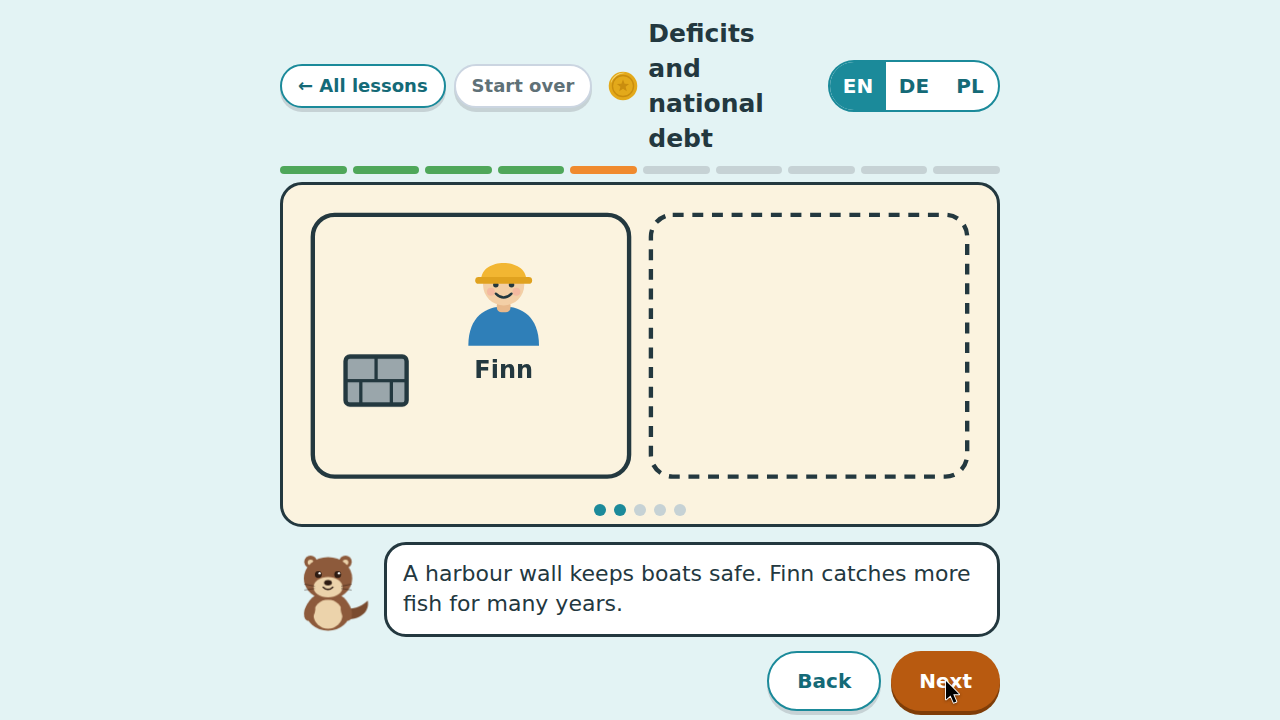 ← All lessons
Start over
Deficits
and
national
debt
EN DE PL
Finn
A harbour wall keeps boats safe. Finn catches more
fish for many years.
Back
Next